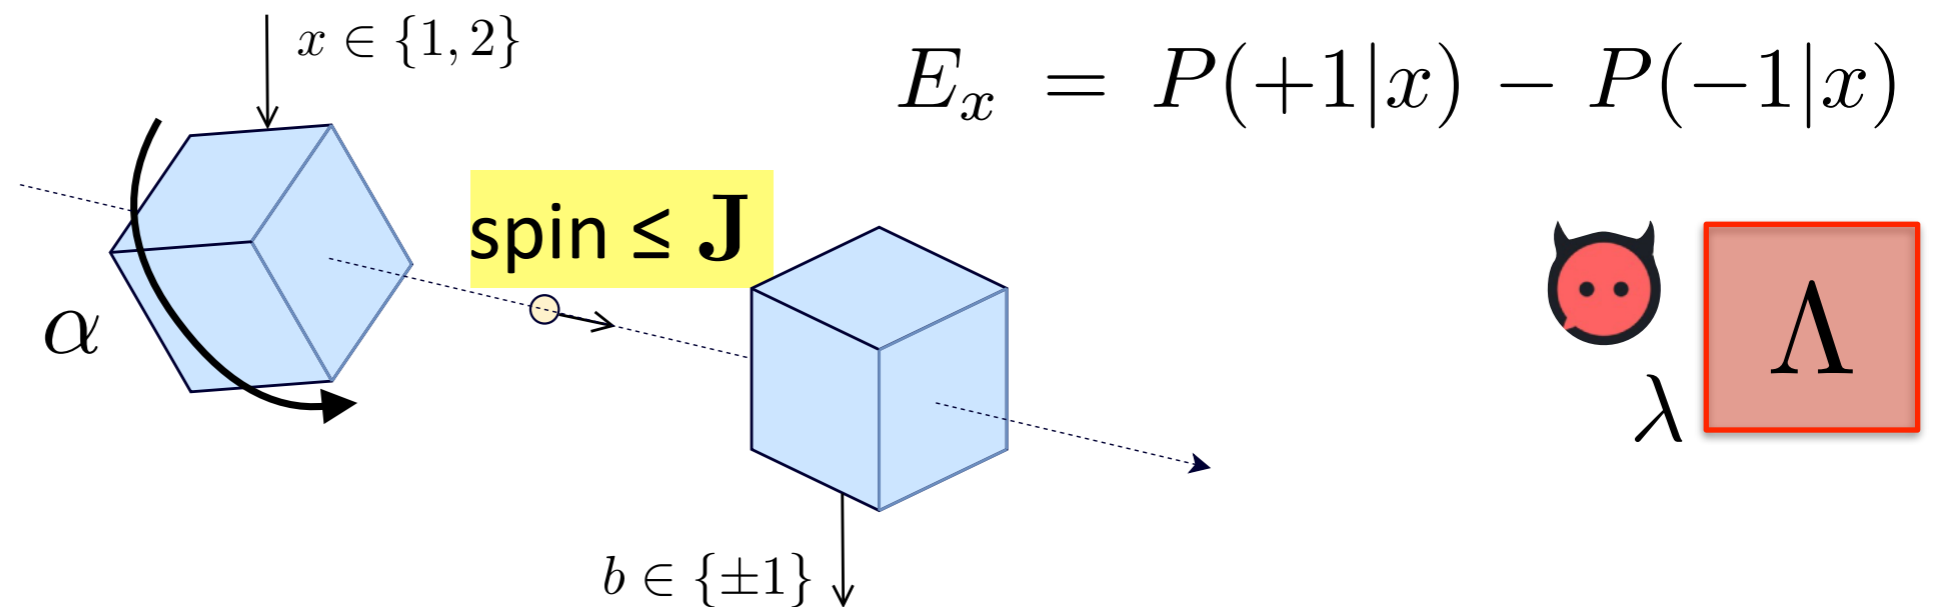 x ∈ {1, 2}
E_x = P(+1|x) − P(−1|x)
spin ≤ J
α
Λ
λ
b ∈ {±1}